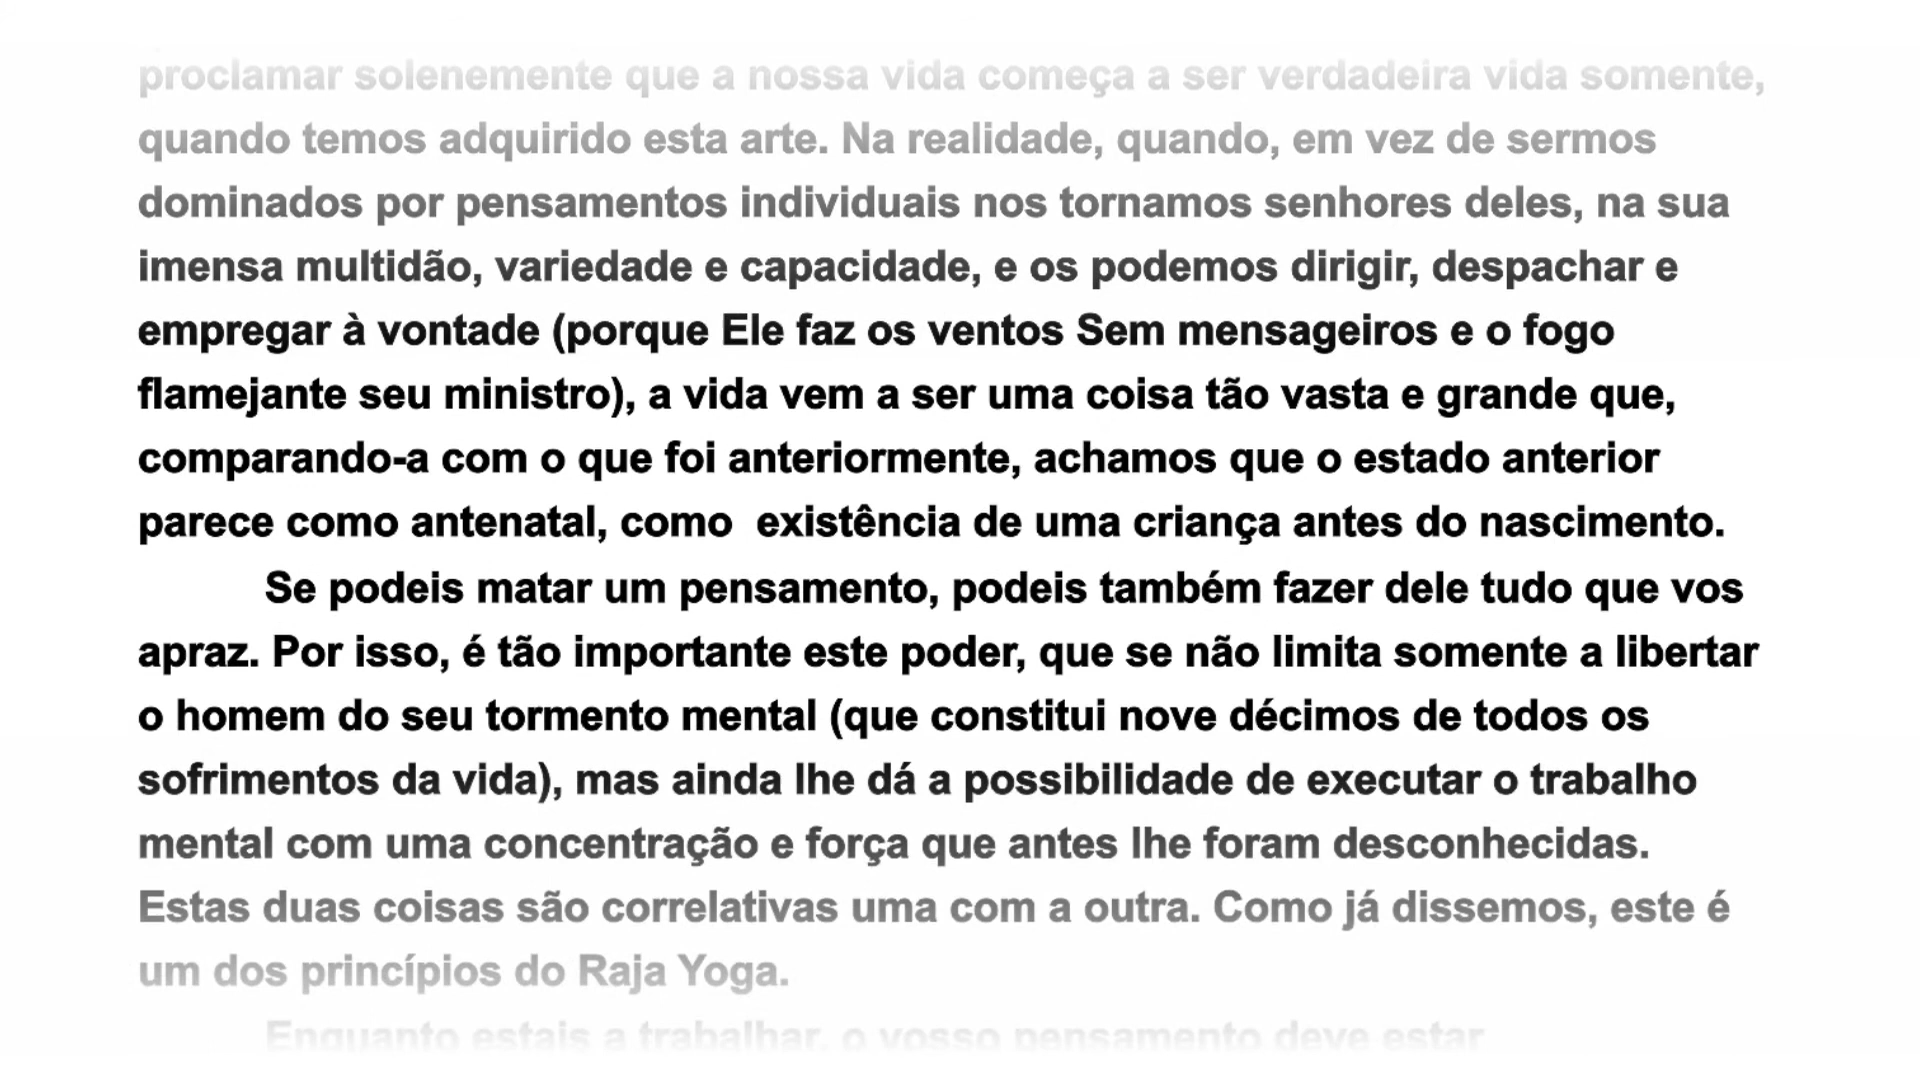 proclamar solenemente que a nossa vida começa a ser verdadeira vida somente,
quando temos adquirido esta arte. Na realidade, quando, em vez de sermos
dominados por pensamentos individuais nos tornamos senhores deles, na sua
imensa multidão, variedade e capacidade, e os podemos dirigir, despachar e
empregar à vontade (porque Ele faz os ventos Sem mensageiros e o fogo
flamejante seu ministro), a vida vem a ser uma coisa tão vasta e grande que,
comparando-a com o que foi anteriormente, achamos que o estado anterior
parece como antenatal, como  existência de uma criança antes do nascimento.
Se podeis matar um pensamento, podeis também fazer dele tudo que vos
apraz. Por isso, é tão importante este poder, que se não limita somente a libertar
o homem do seu tormento mental (que constitui nove décimos de todos os
sofrimentos da vida), mas ainda lhe dá a possibilidade de executar o trabalho
mental com uma concentração e força que antes lhe foram desconhecidas.
Estas duas coisas são correlativas uma com a outra. Como já dissemos, este é
um dos princípios do Raja Yoga.
Enquanto estais a trabalhar, o vosso pensamento deve estar